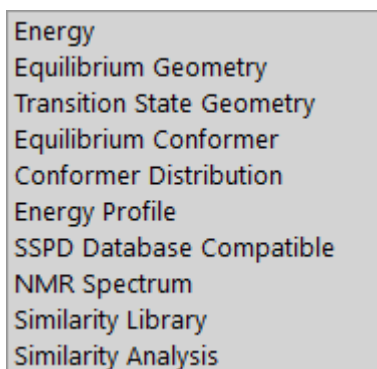 Energy
Equilibrium Geometry
Transition State Geometry
Equilibrium Conformer
Conformer Distribution
Energy Profile
SSPD Database Compatible
NMR Spectrum
Similarity Library
Similarity Analysis